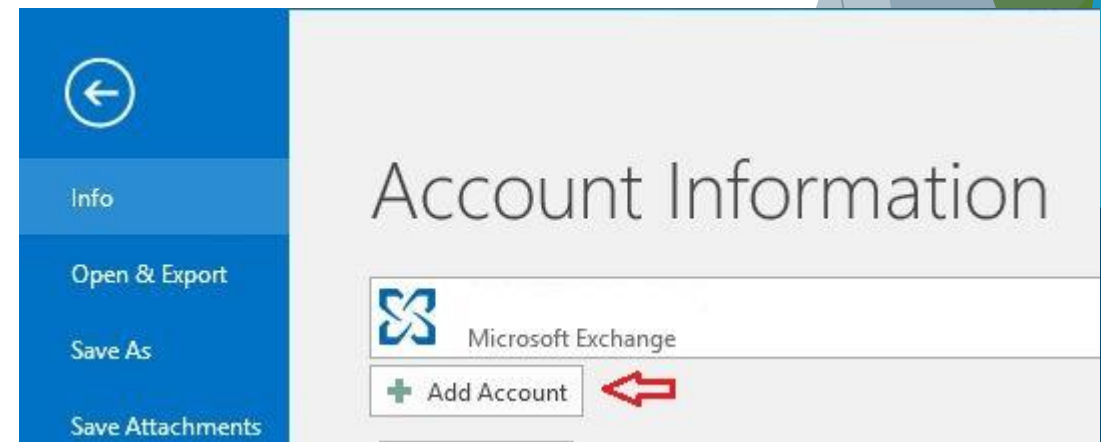 Info
Open & Export
Save As
Save Attachments
Account Information
Microsoft Exchange
Add Account